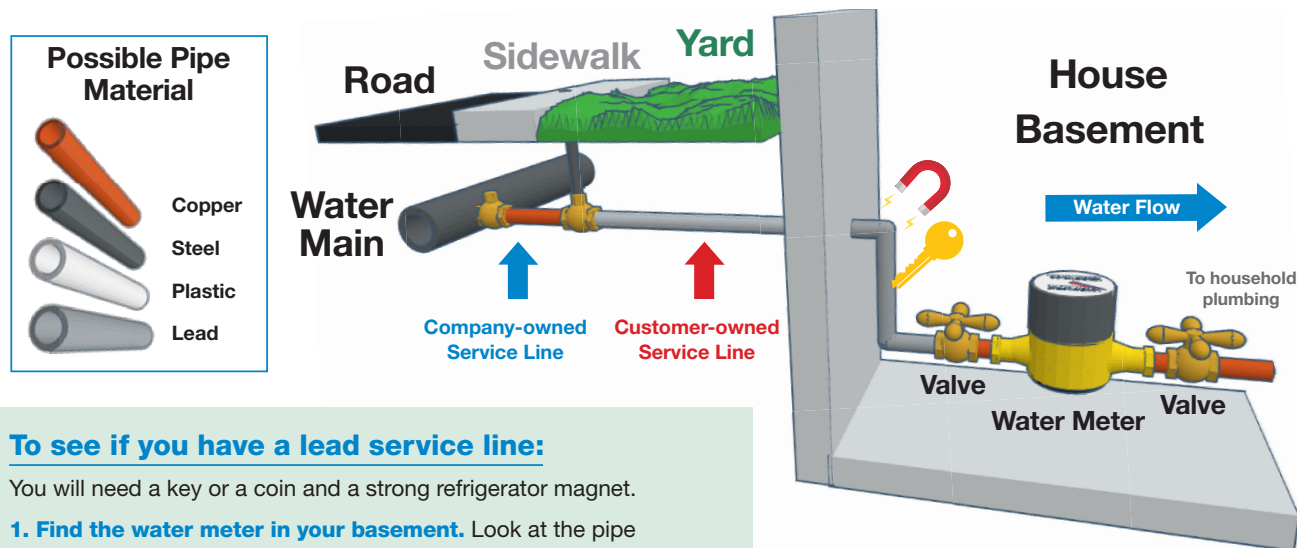 Possible Pipe
Material
Copper
Steel
Plastic
Lead
Road
Sidewalk
Yard
House
Basement
Water
Main
Water Flow
To household
plumbing
Company-owned
Service Line
Customer-owned
Service Line
Valve
Water Meter
Valve
To see if you have a lead service line:
You will need a key or a coin and a strong refrigerator magnet.
1. Find the water meter in your basement. Look at the pipe